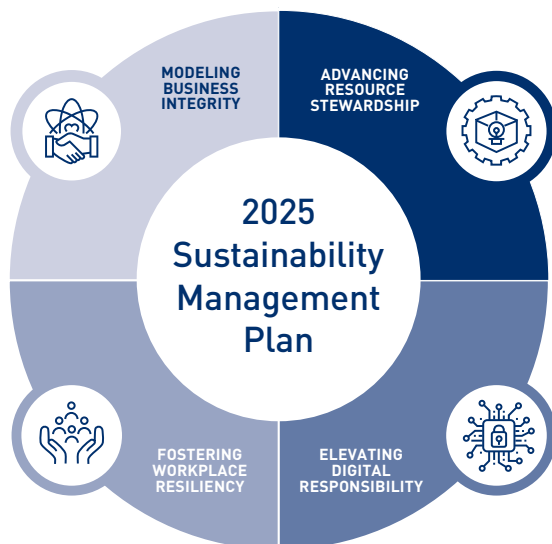 MODELING
BUSINESS
INTEGRITY
ADVANCING
RESOURCE
STEWARDSHIP
2025
Sustainability
Management
Plan
FOSTERING
WORKPLACE
RESILIENCY
ELEVATING
DIGITAL
RESPONSIBILITY